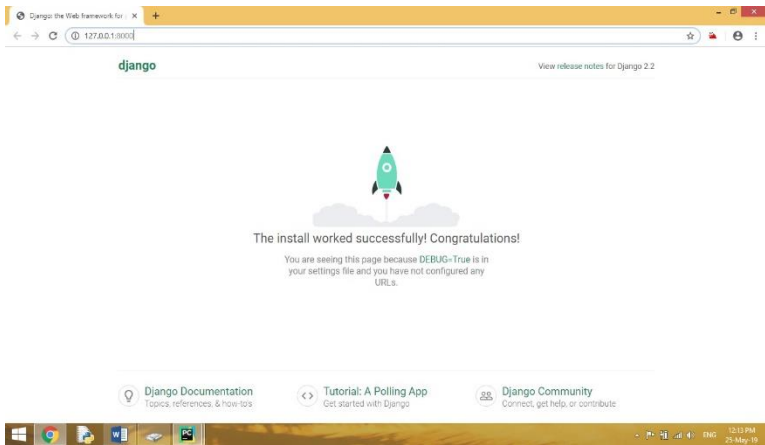 Django: the Web framework for
127.0.0.1:8000
django
View release notes for Django 2.2
The install worked successfully! Congratulations!
You are seeing this page because DEBUG=True is in
your settings file and you have not configured any
URLs.
Django Documentation
Topics, references, & how-to's
Tutorial: A Polling App
Get started with Django
Django Community
Connect, get help, or contribute
ENG
12:13 PM
25-May-19